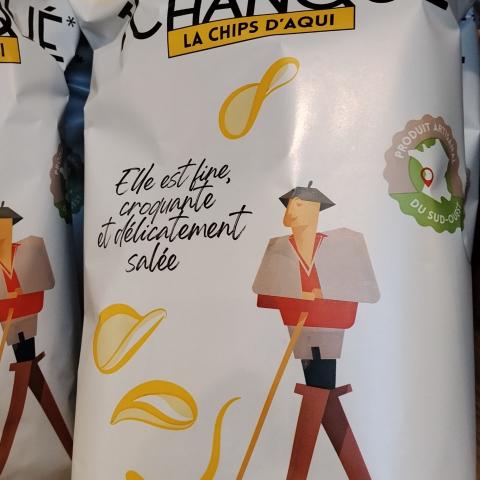 LA CHIPS D'AQUI
Elle est fine,
croquante
et délicatement
salée
PRODUIT ARTISANAL
DU SUD-OUEST